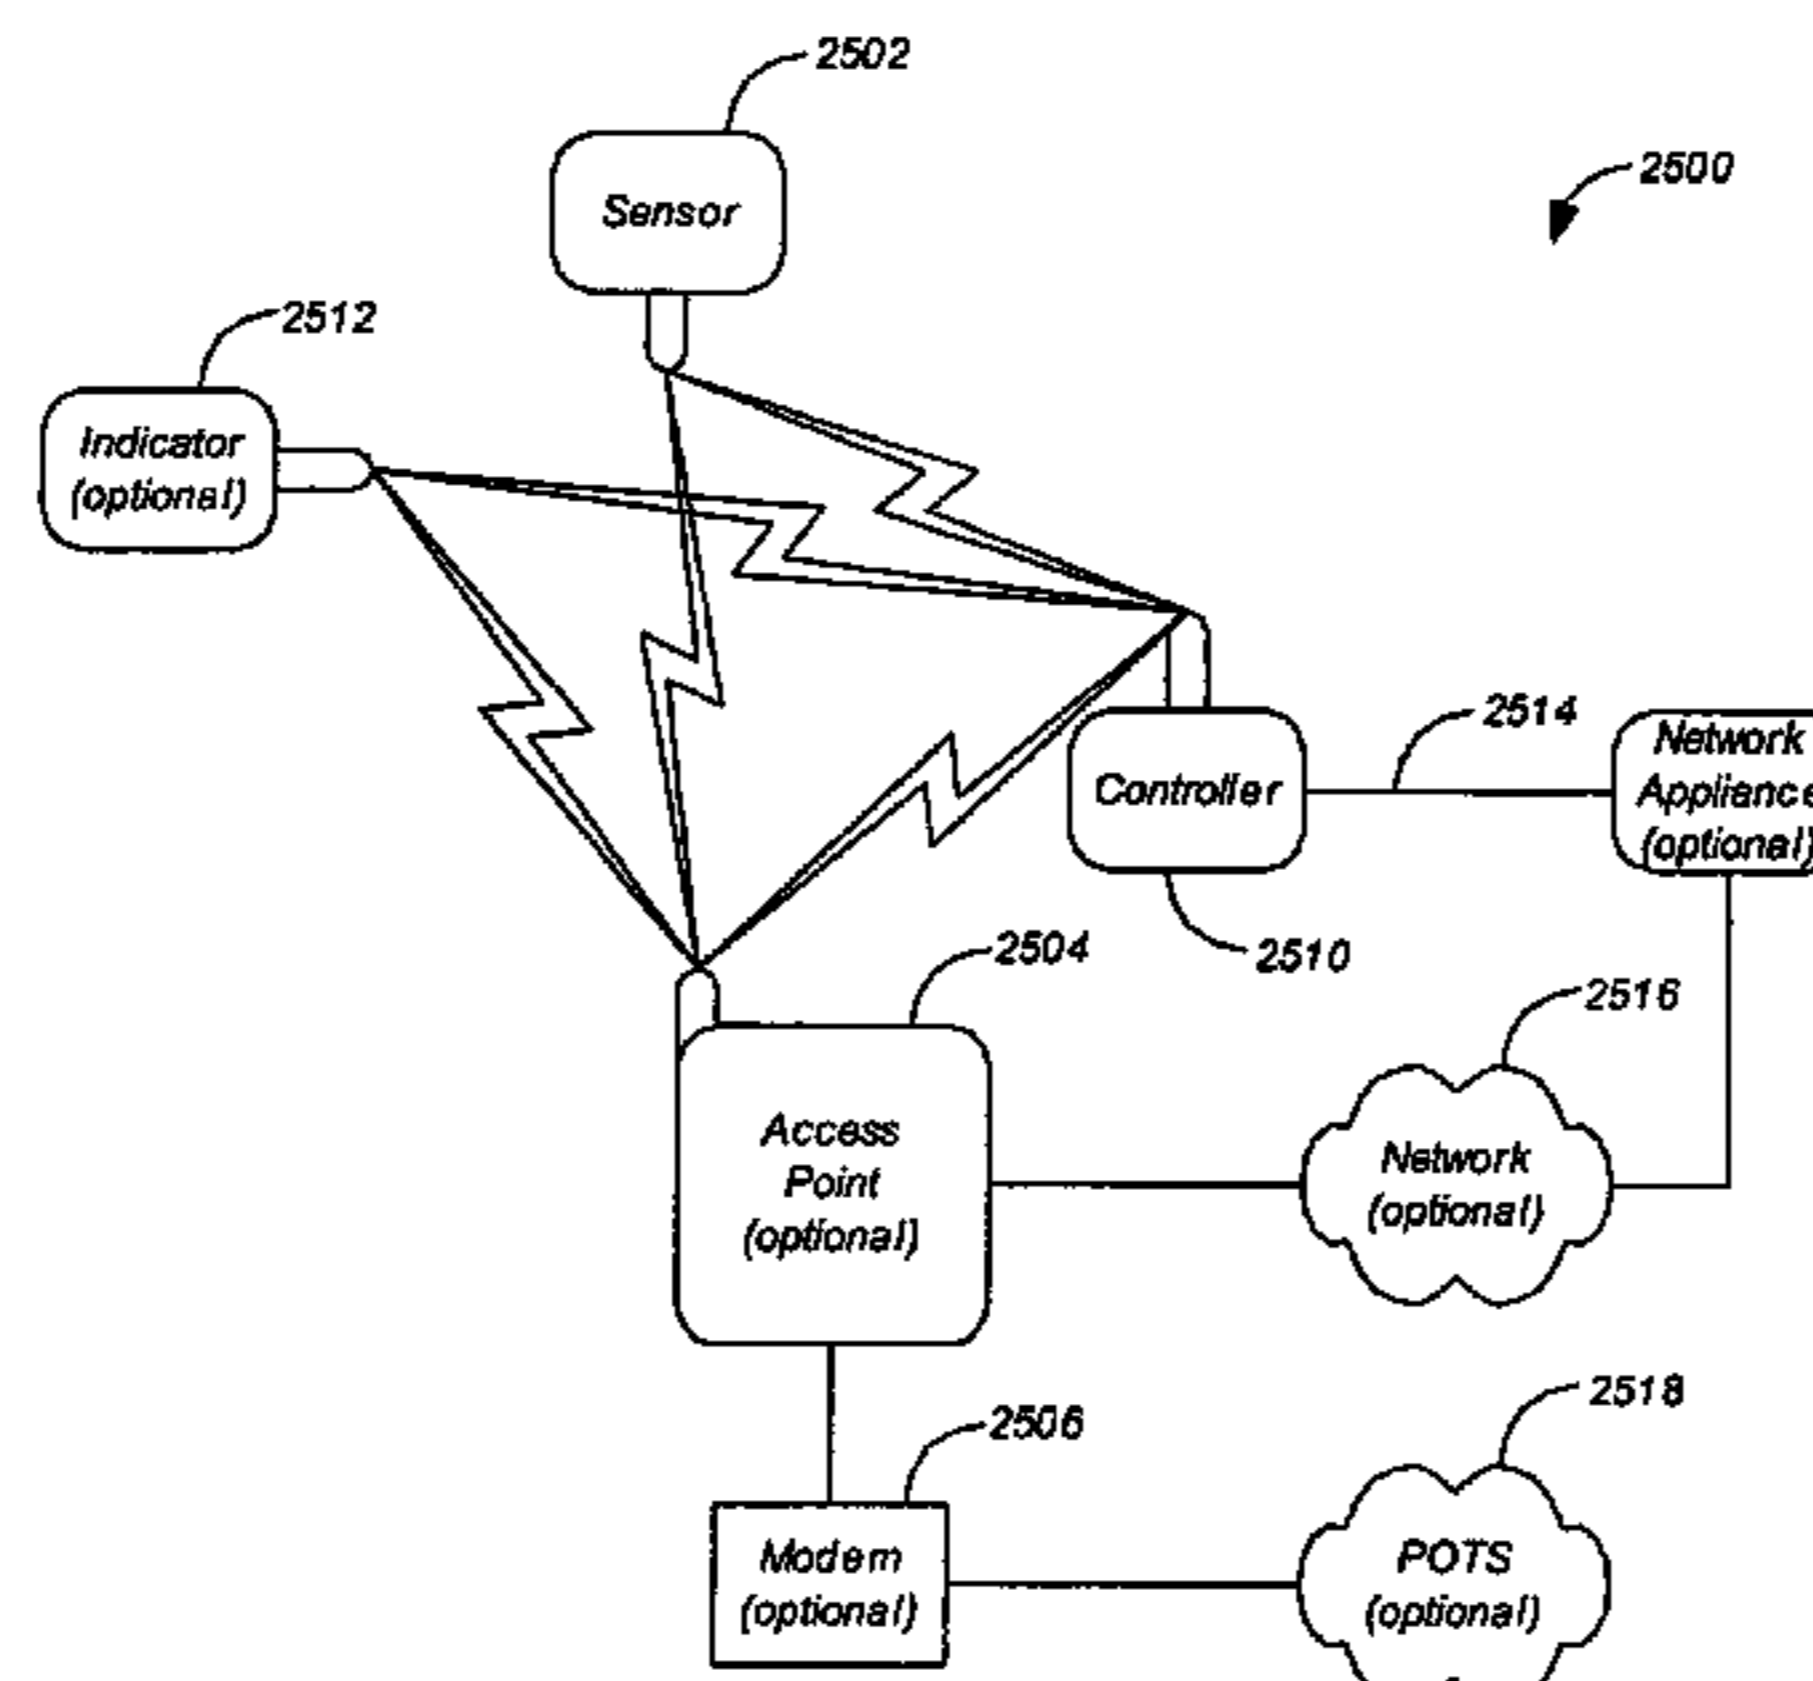 2502
2500
Sensor
2512
Indicator
(optional)
2514
Network
Appliance
(optional)
Controller
2510
2504
2516
Access
Point
(optional)
Network
(optional)
2518
2506
Modem
(optional)
POTS
(optional)